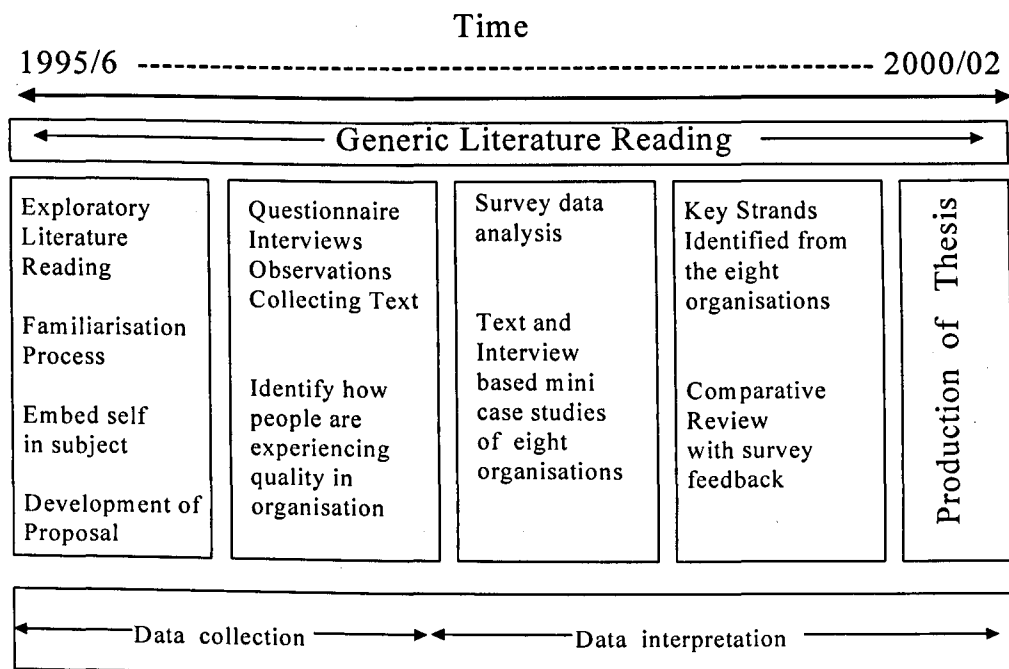 Time
1995/6 ------------------------------------------------ 2000/02
Generic Literature Reading
Exploratory
Literature
Reading
Familiarisation
Process
Embed self
in subject
Development of
Proposal
Questionnaire
Interviews
Observations
Collecting Text
Identify how
people are
experiencing
quality in
organisation
Survey data
analysis
Text and
Interview
based mini
case studies
of eight
organisations
Key Strands
Identified from
the eight
organisations
Comparative
Review
with survey
feedback
Production of Thesis
Data collection
Data interpretation